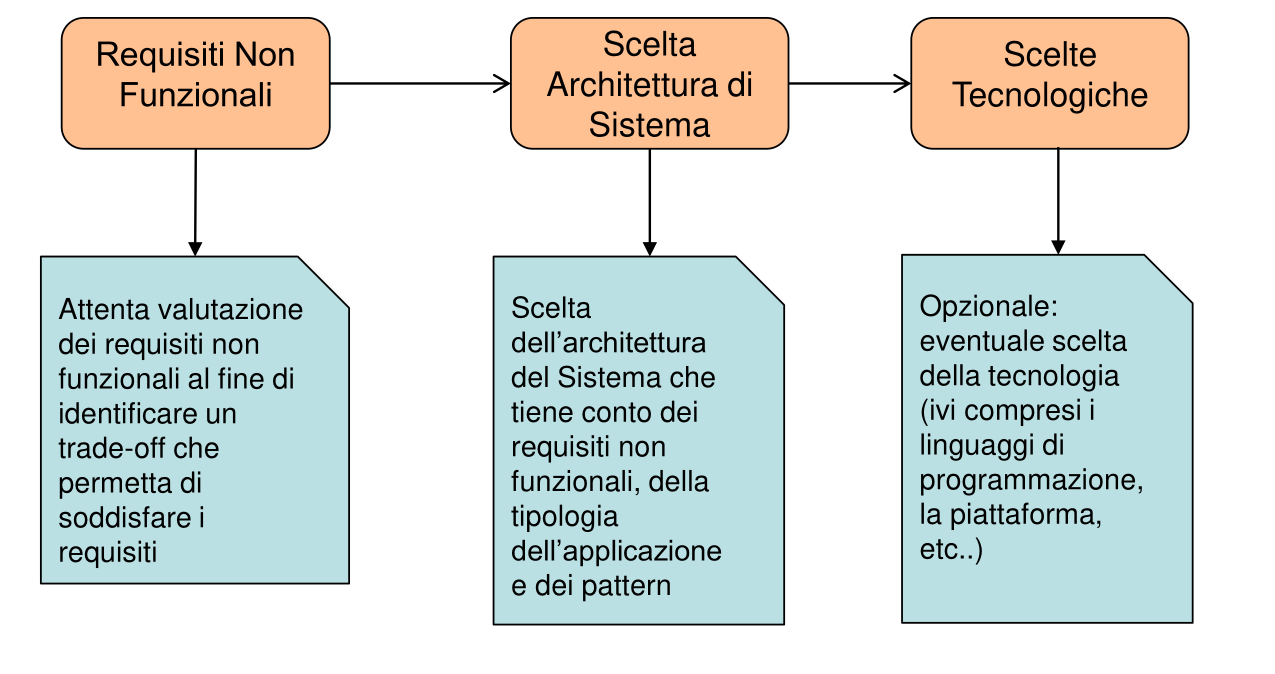 Requisiti Non
Funzionali
Scelta
Architettura di
Sistema
Scelte
Tecnologiche
Attenta valutazione
dei requisiti non
funzionali al fine di
identificare un
trade-off che
permetta di
soddisfare i
requisiti
Scelta
dell’architettura
del Sistema che
tiene conto dei
requisiti non
funzionali, della
tipologia
dell’applicazione
e dei pattern
Opzionale:
eventuale scelta
della tecnologia
(ivi compresi i
linguaggi di
programmazione,
la piattaforma,
etc..)